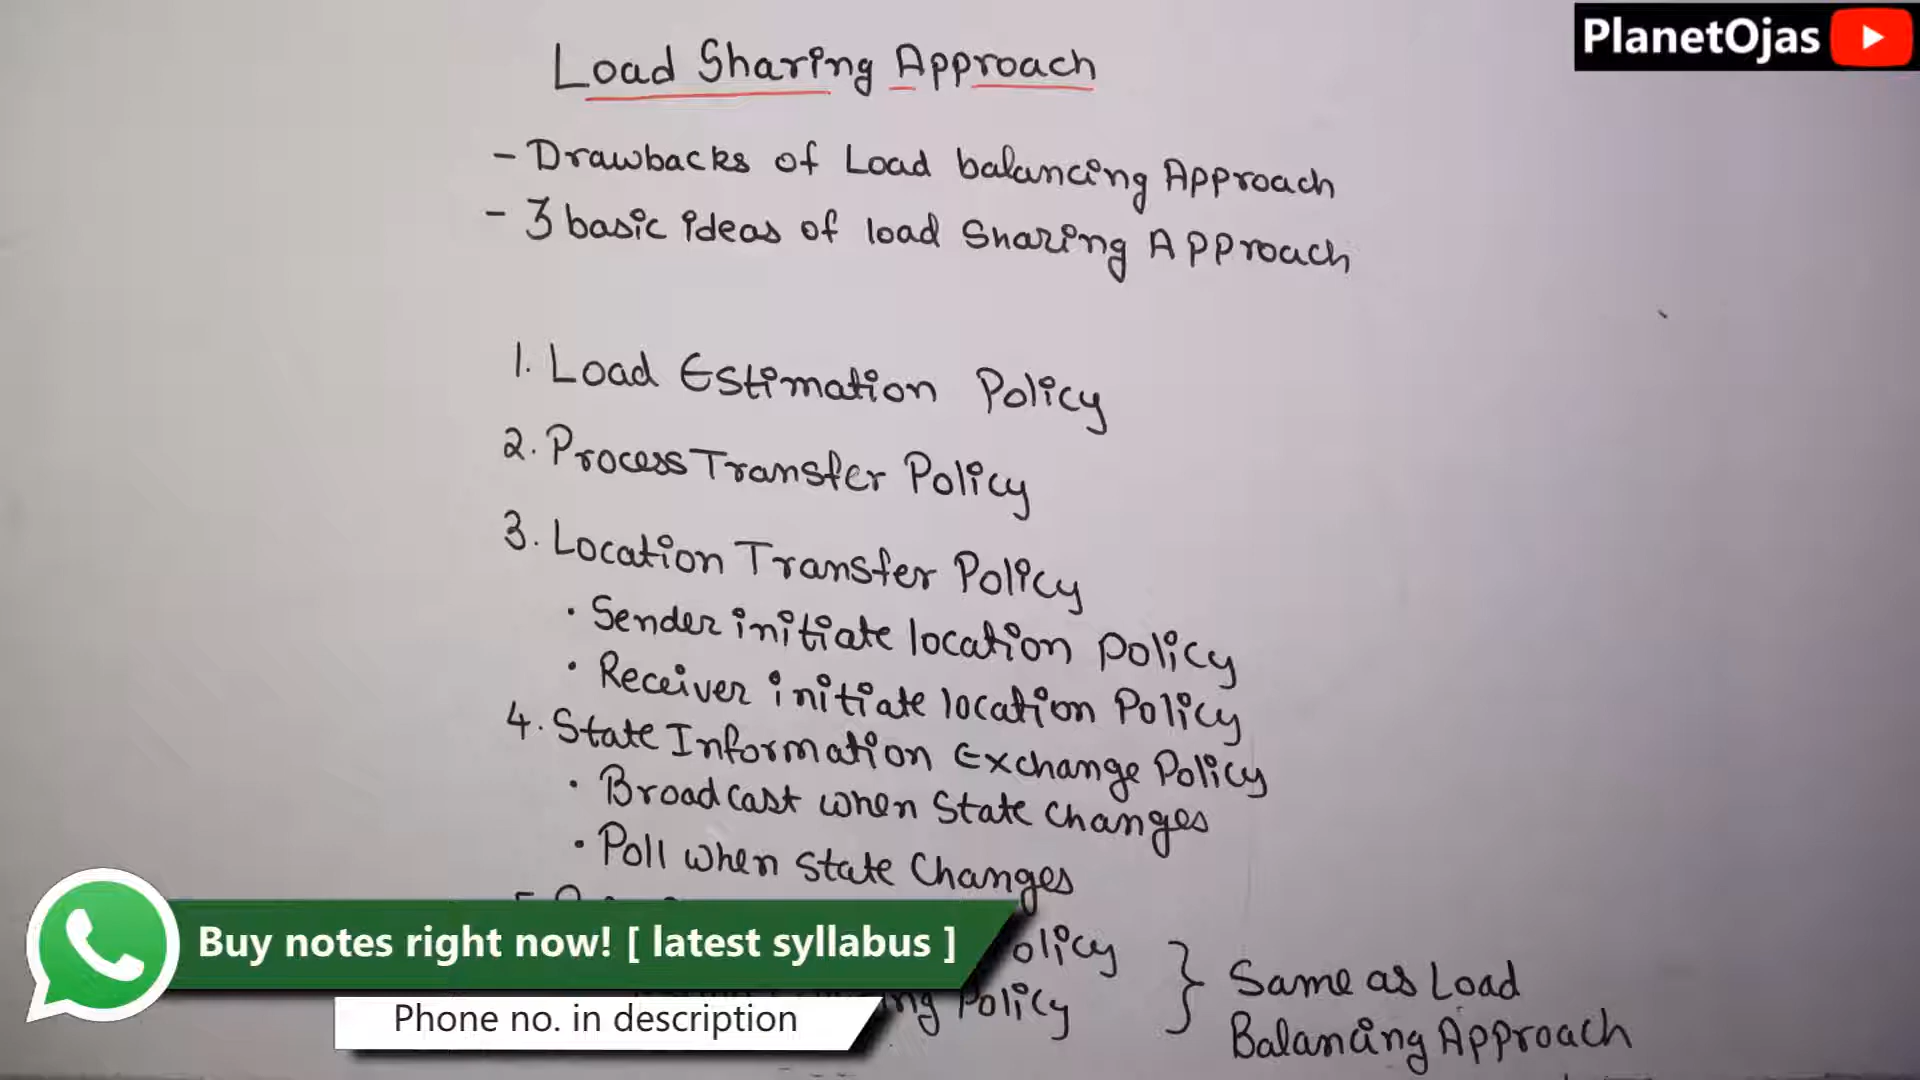 PlanetOjas
Load Sharing Approach
- Drawbacks of Load balancing Approach
- 3 basic ideas of load Sharing Approach
1. Load Estimation Policy
2. Process Transfer Policy
3. Location Transfer Policy
• Sender initiate location Policy
• Receiver initiate location Policy
4. State Information Exchange Policy
• Broadcast when State Changes
• Poll when State Changes
Buy notes right now! [ latest syllabus ]
Phone no. in description
Policy
} Same as Load
Balancing Approach